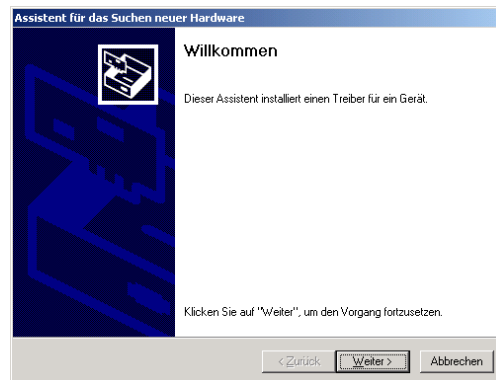 Assistent für das Suchen neuer Hardware
Willkommen
Dieser Assistent installiert einen Treiber für ein Gerät.
Klicken Sie auf "Weiter", um den Vorgang fortzusetzen.
< Zurück Weiter > Abbrechen